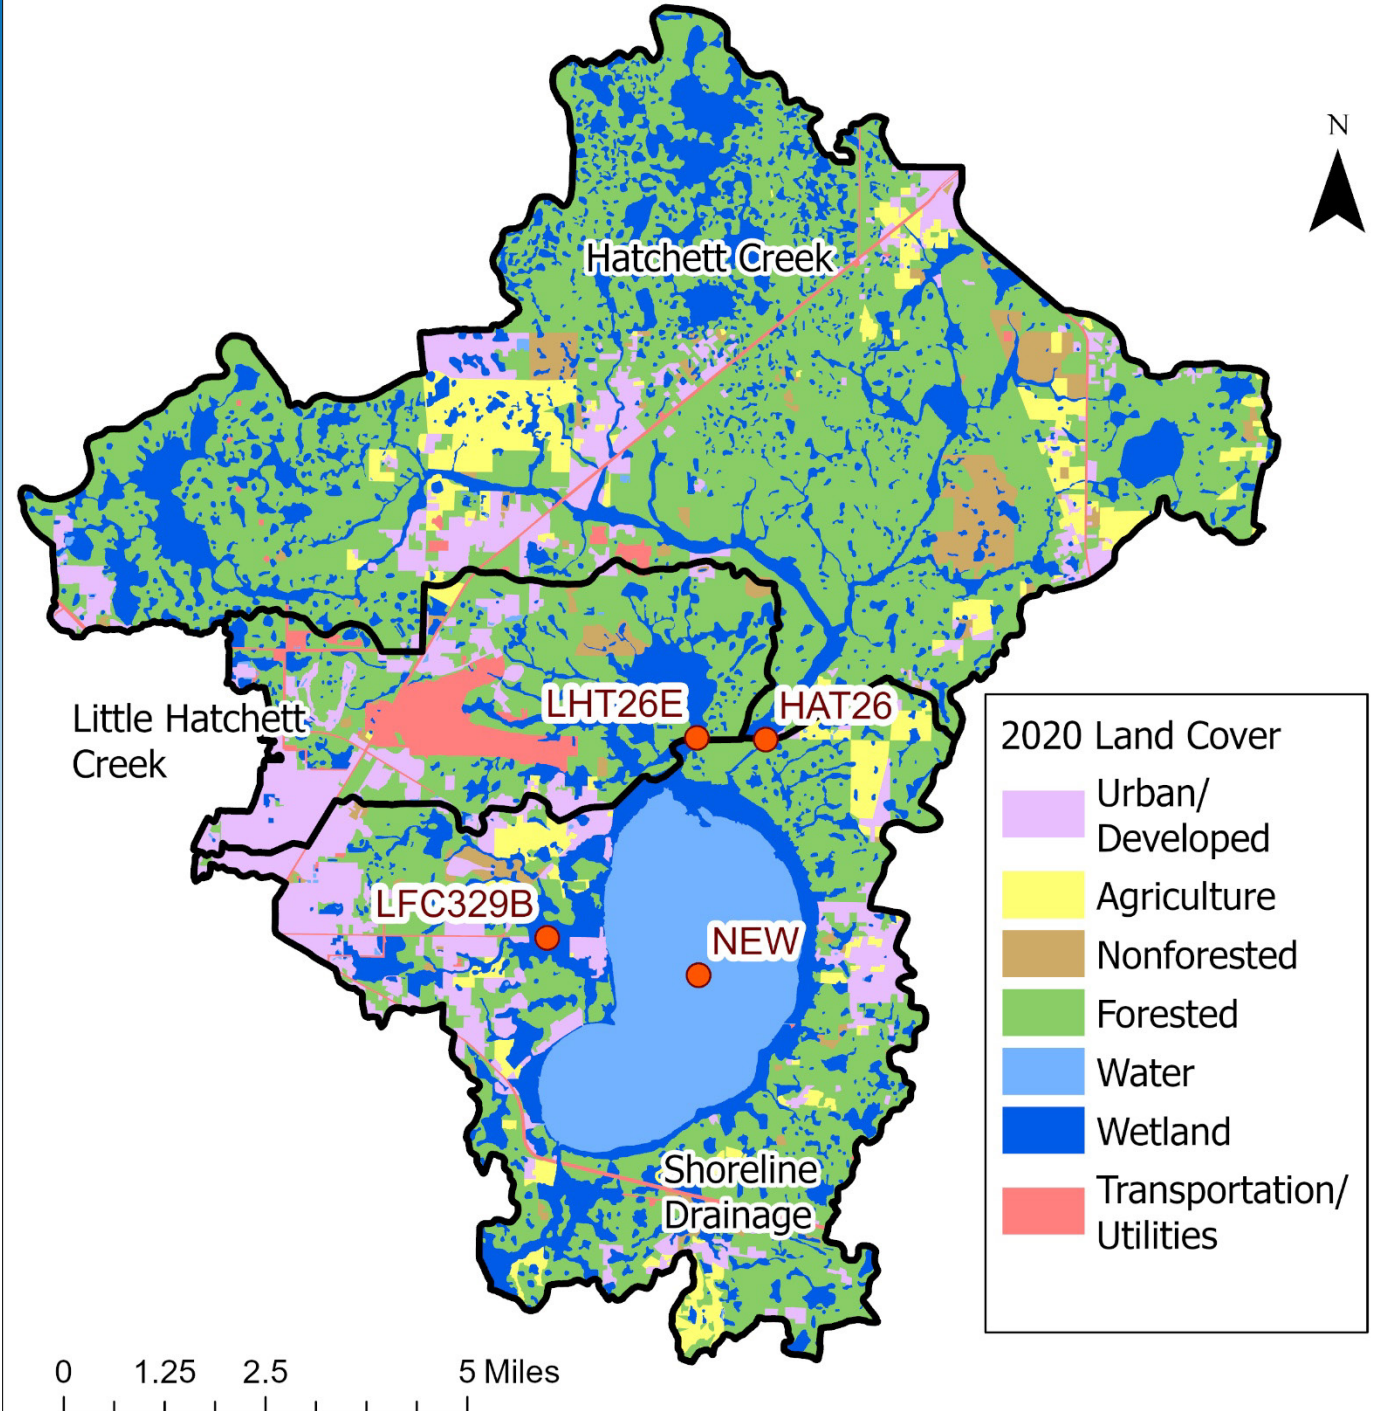 N
Hatchett Creek
LHT26E
HAT26
Little Hatchett
Creek
2020 Land Cover
Urban/
Developed
Agriculture
LFC329B
NEW
Nonforested
Forested
Water
Wetland
Shoreline
Drainage
Transportation/
Utilities
0 1.25 2.5 5 Miles